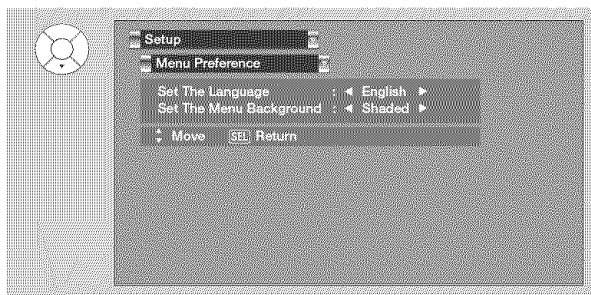 Setup
Menu Preference
Set The Language : ◄ English ►
Set The Menu Background : ◄ Shaded ►
Move SEL Return